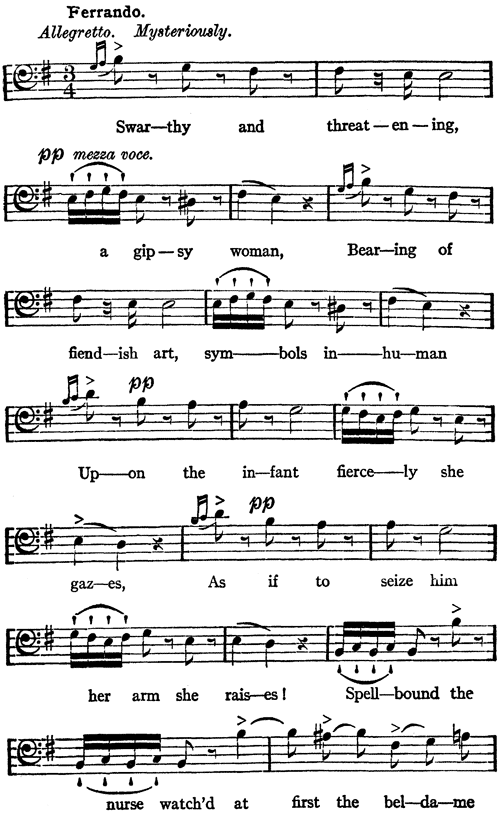 Ferrando.
Allegretto. Mysteriously.
Swar—thy and threat—en—ing,
pp mezza voce.
a gip—sy woman, Bear—ing of
fiend—ish art, sym——bols in—hu—man
pp
Up—on the in—fant fierce—ly she
pp
gaz—es, As if to seize him
her arm she rais—es! Spell—bound the
nurse watch'd at first the bel—da—me